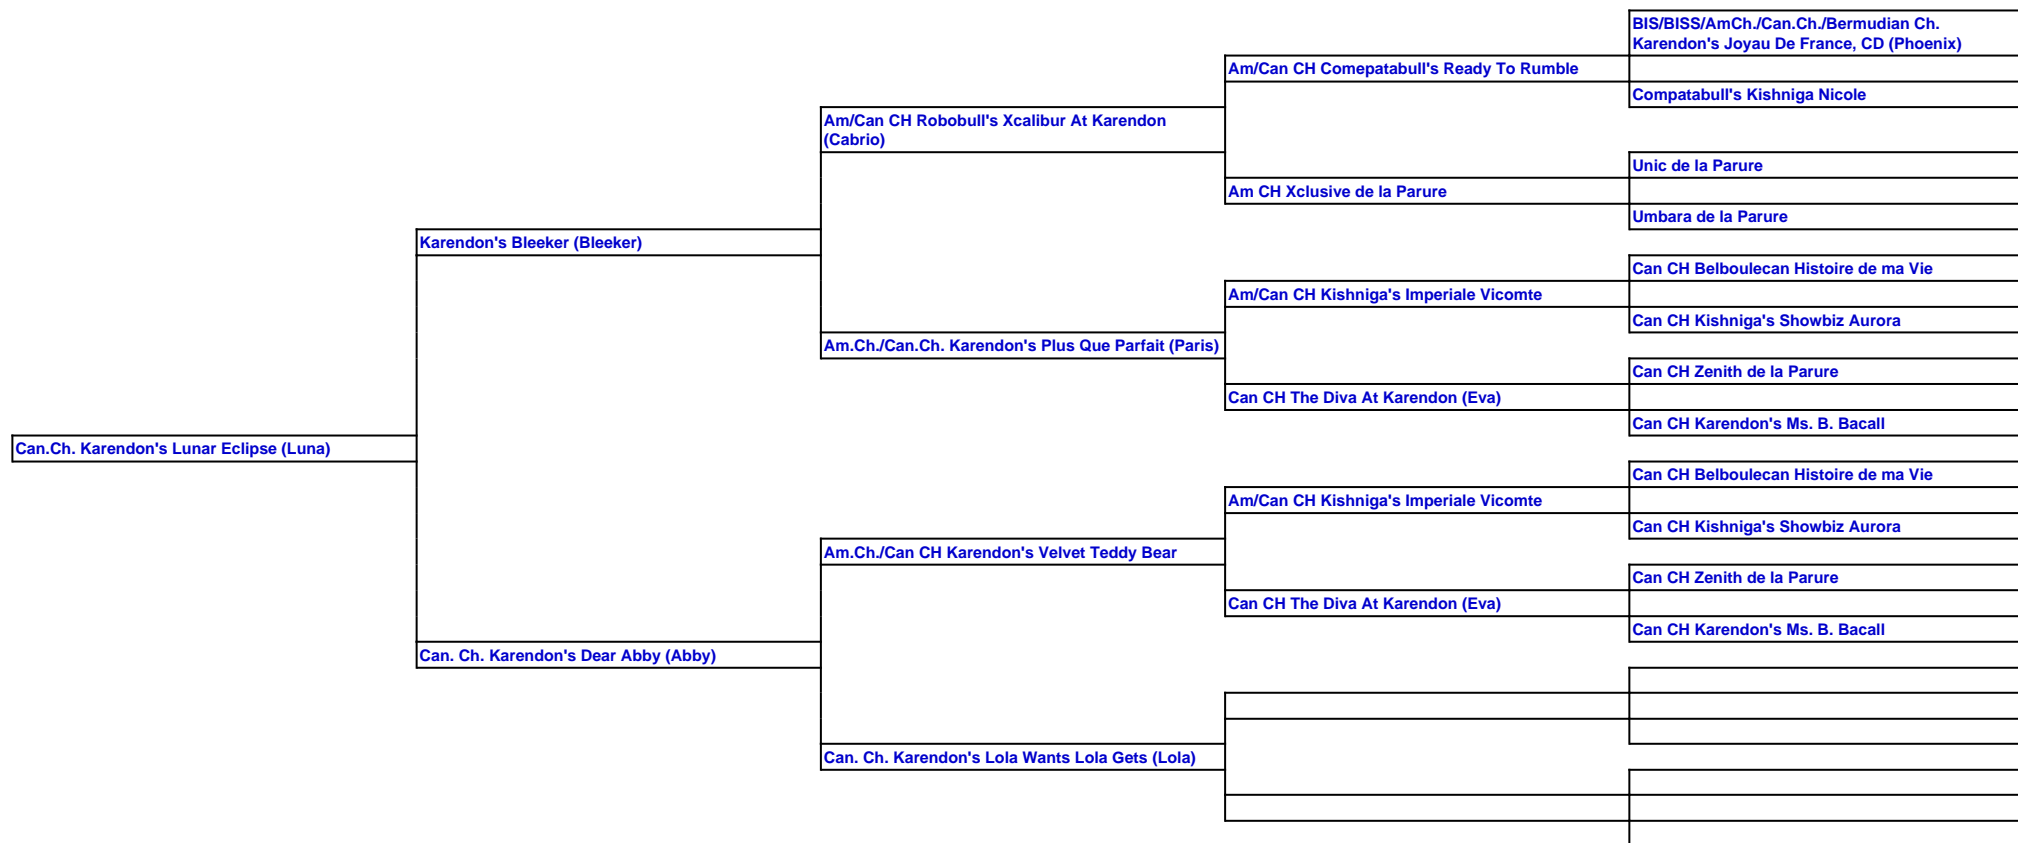 BIS/BISS/AmCh./Can.Ch./Bermudian Ch.
Karendon's Joyau De France, CD (Phoenix)
Am/Can CH Comepatabull's Ready To Rumble
Compatabull's Kishniga Nicole
Am/Can CH Robobull's Xcalibur At Karendon
(Cabrio)
Unic de la Parure
Am CH Xclusive de la Parure
Umbara de la Parure
Karendon's Bleeker (Bleeker)
Can CH Belboulecan Histoire de ma Vie
Am/Can CH Kishniga's Imperiale Vicomte
Can CH Kishniga's Showbiz Aurora
Am.Ch./Can.Ch. Karendon's Plus Que Parfait (Paris)
Can CH Zenith de la Parure
Can CH The Diva At Karendon (Eva)
Can CH Karendon's Ms. B. Bacall
Can.Ch. Karendon's Lunar Eclipse (Luna)
Can CH Belboulecan Histoire de ma Vie
Am/Can CH Kishniga's Imperiale Vicomte
Can CH Kishniga's Showbiz Aurora
Am.Ch./Can CH Karendon's Velvet Teddy Bear
Can CH Zenith de la Parure
Can CH The Diva At Karendon (Eva)
Can CH Karendon's Ms. B. Bacall
Can. Ch. Karendon's Dear Abby (Abby)
Can. Ch. Karendon's Lola Wants Lola Gets (Lola)